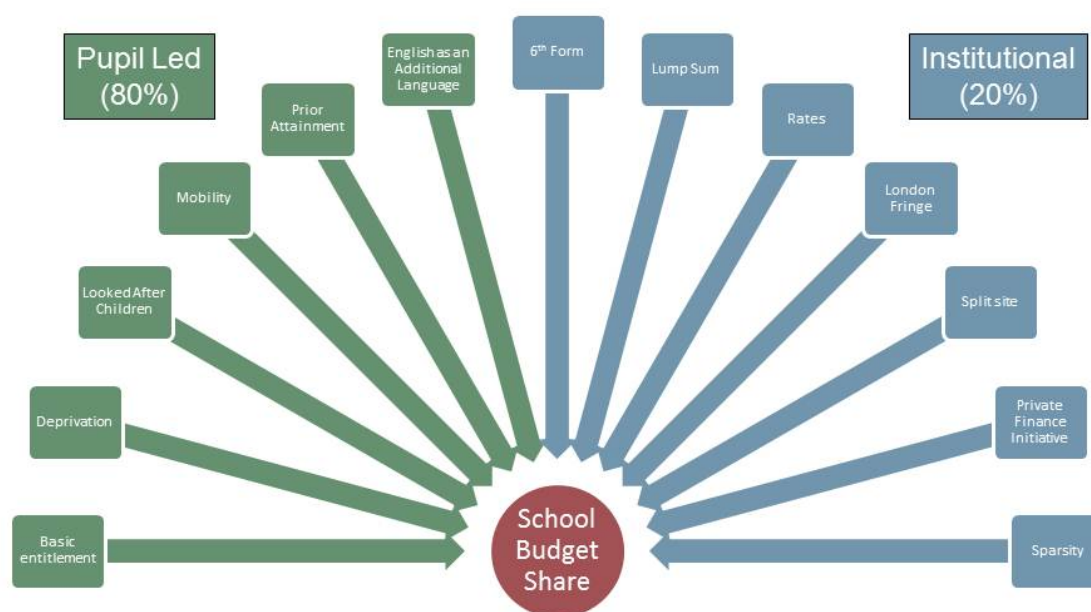 Pupil Led
(80%)
English as an
Additional
Language
6th Form
Lump Sum
Institutional
(20%)
Prior
Attainment
Rates
Mobility
London
Fringe
Looked After
Children
Split site
Deprivation
Private
Finance
Initiative
Basic
entitlement
School
Budget
Share
Sparsity